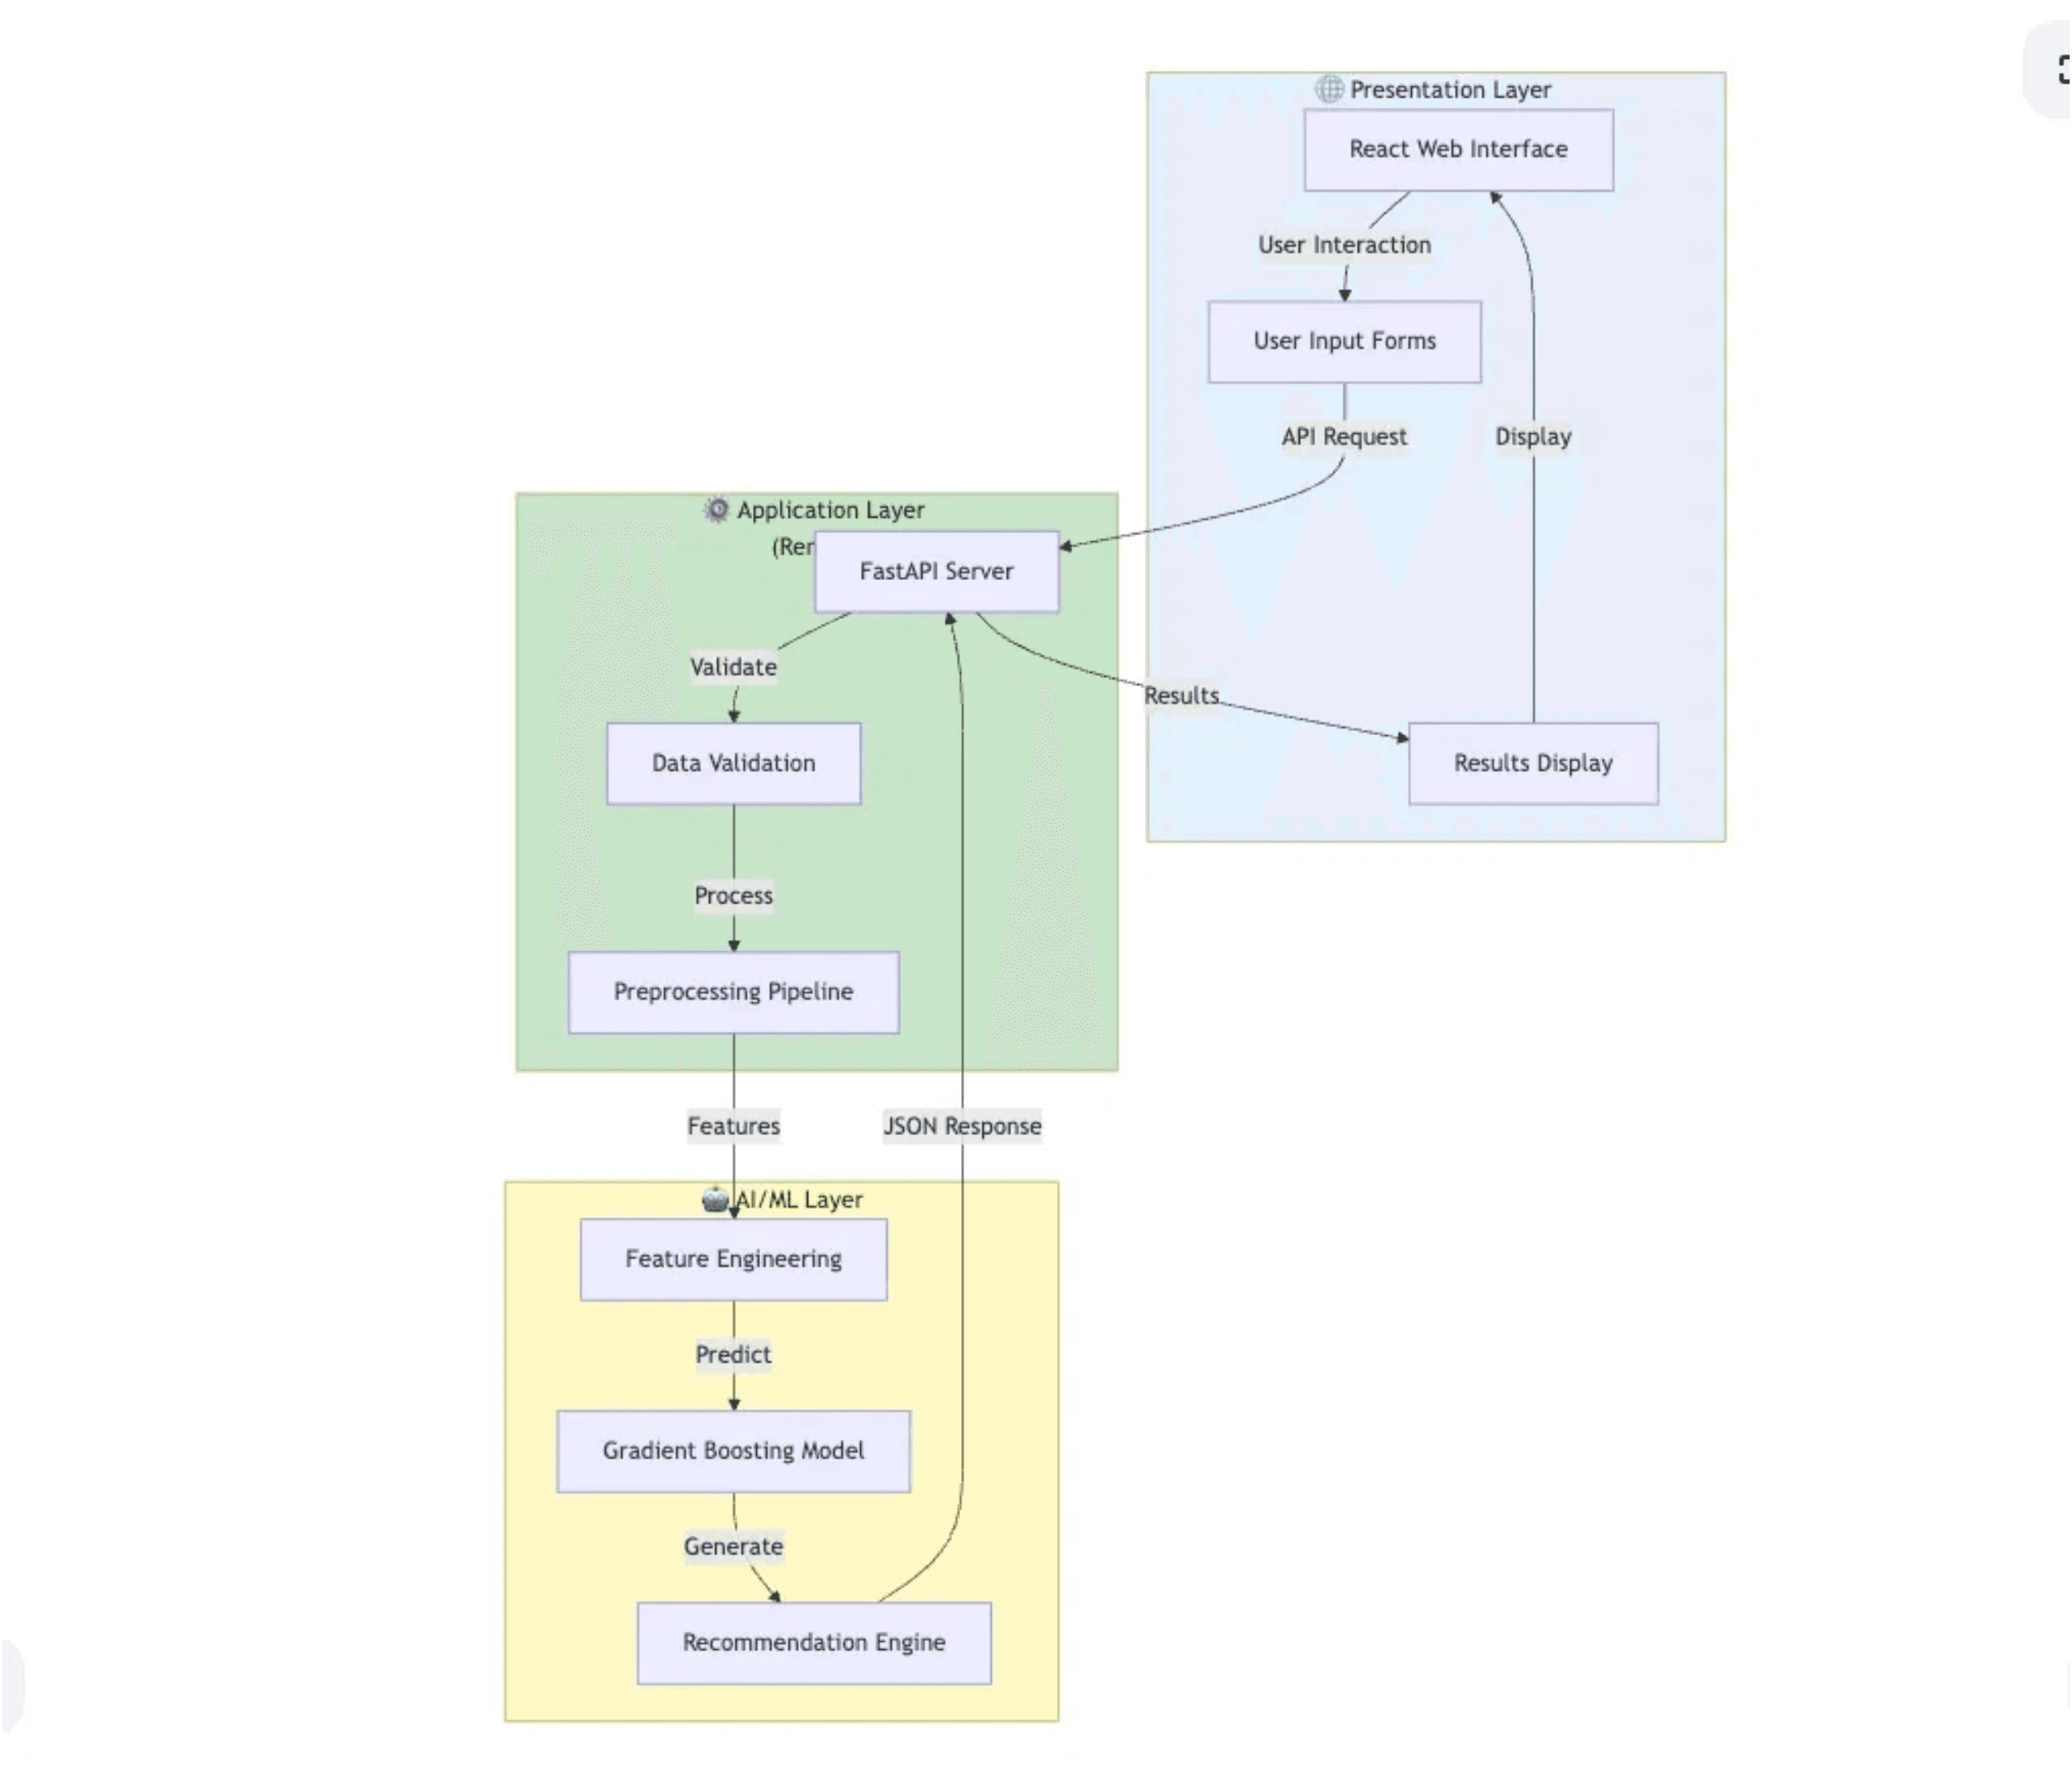 Presentation Layer
React Web Interface
User Interaction
User Input Forms
API Request
Display
Application Layer
(Ren
FastAPI Server
Validate
Results
Data Validation
Results Display
Process
Preprocessing Pipeline
Features
JSON Response
AI/ML Layer
Feature Engineering
Predict
Gradient Boosting Model
Generate
Recommendation Engine